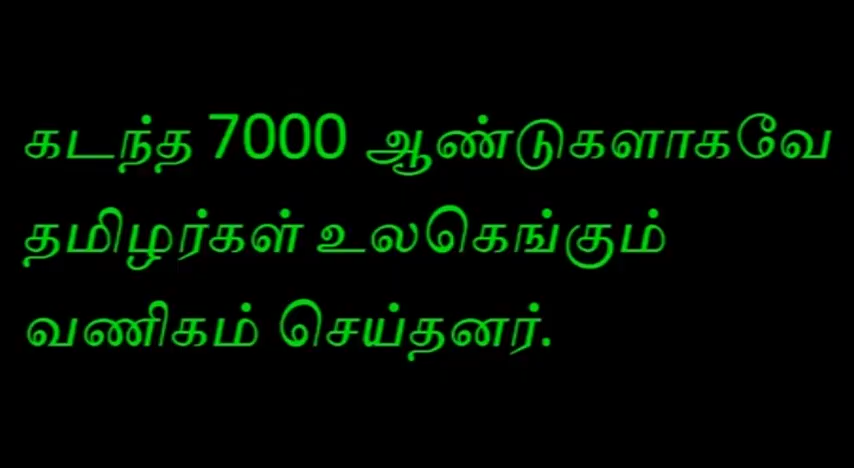 கடந்த 7000 ஆண்டுகளாகவே
தமிழர்கள் உலகெங்கும்
வணிகம் செய்தனர்.